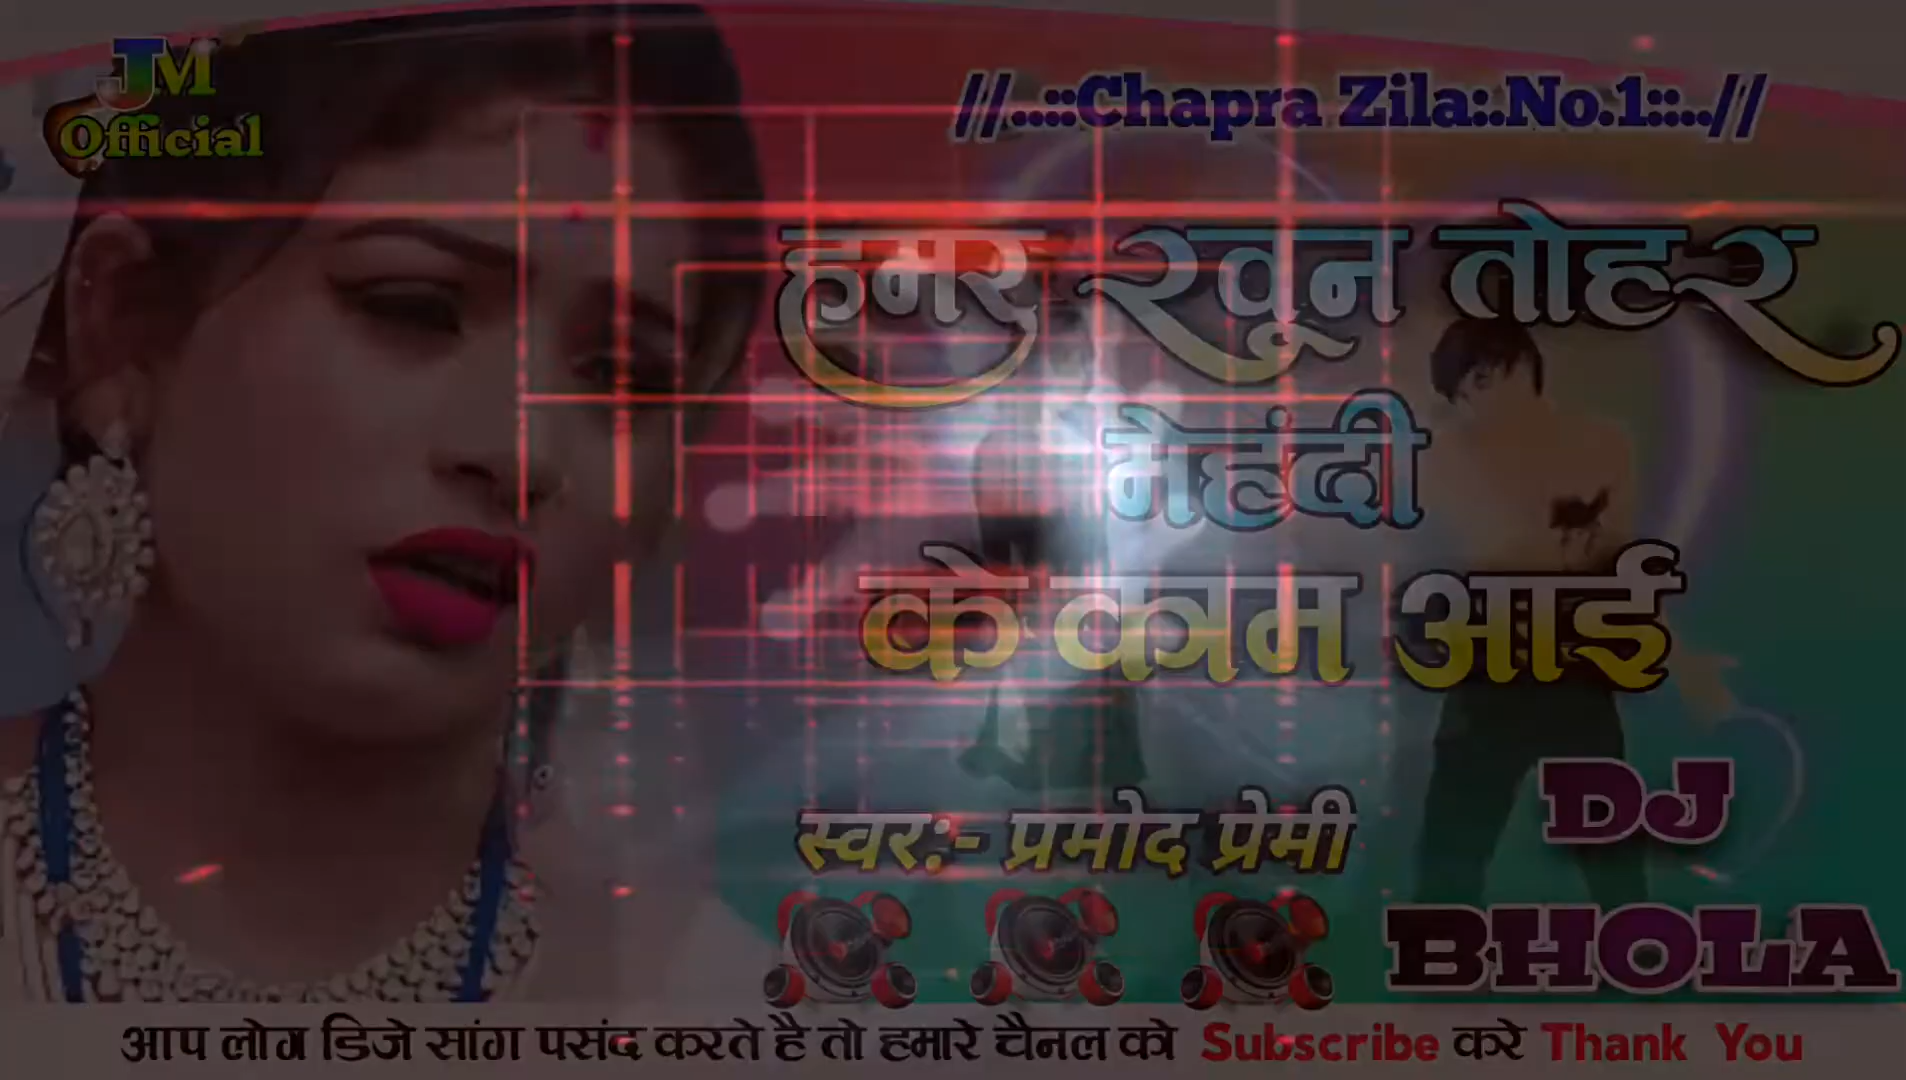 JM
Official
//..::Chapra Zila::.No.1::..//
हमर खून तोहर
मेहंदी
के काम आई
स्वर:- प्रमोद प्रेमी
DJ
BHOLA
आप लोग डिजे सांग पसंद करते है तो हमारे चैनल को Subscribe करे Thank You